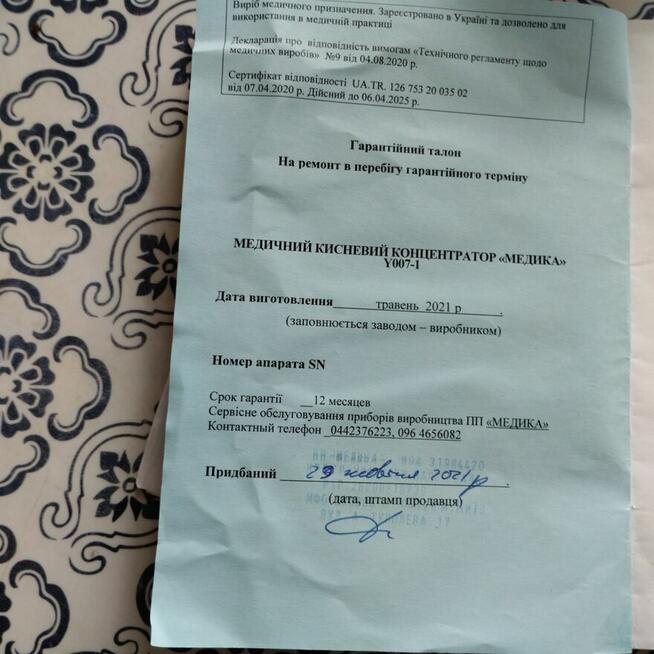 Виріб медичного призначення. Зареєстровано в Україні та дозволено для
використання в медичній практиці
Декларація про відповідність вимогам «Технічного регламенту щодо
медичних виробів» №9 від 04.08.2020 р.
Сертифікат відповідності UA.TR. 126 753 20 035 02
від 07.04.2020 р. Дійсний до 06.04.2025 р.
Гарантійний талон
На ремонт в перебігу гарантійного терміну
МЕДИЧНИЙ КИСНЕВИЙ КОНЦЕНТРАТОР «МЕДИКА»
Y007-1
Дата виготовлення травень 2021 р .
(заповнюється заводом – виробником)
Номер апарата SN
Срок гарантії __12 месяцев
Сервісне обслуговування приборів виробництва ПП «МЕДИКА»
Контактный телефон 0442376223, 096 4656082
Придбаний 29 жовтня 2021 р .
(дата, штамп продавця)